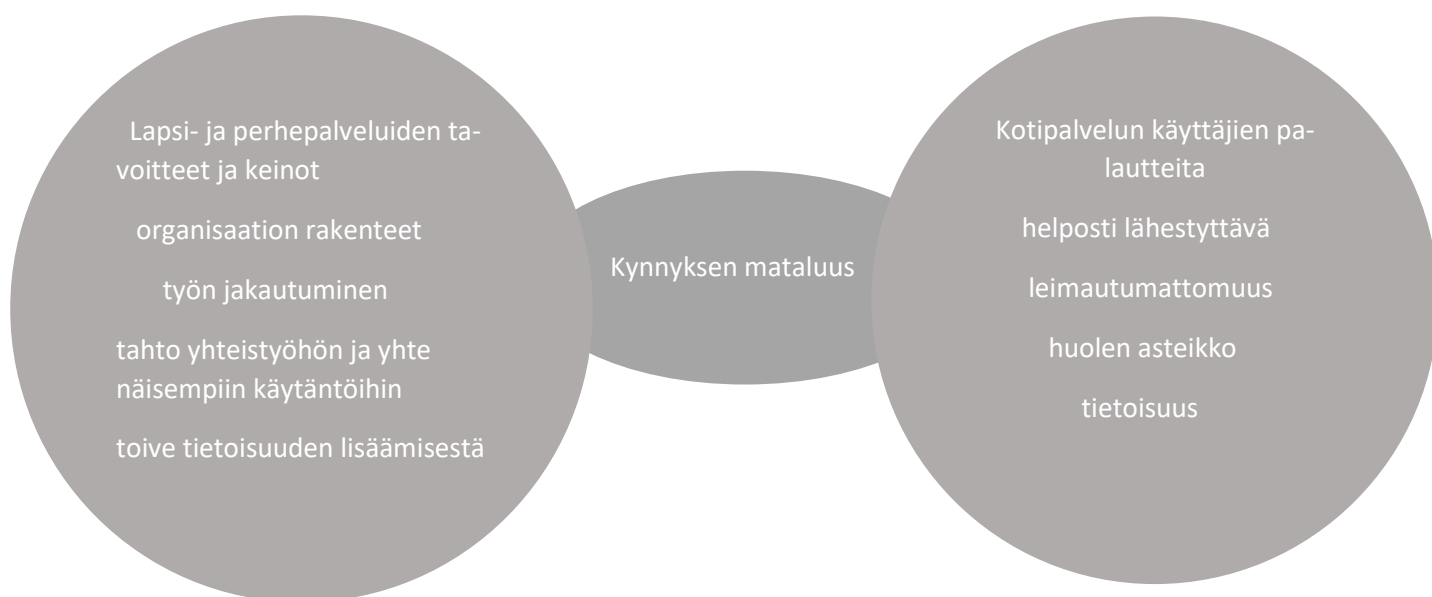 Lapsi- ja perhepalveluiden ta-
voitteet ja keinot
organisaation rakenteet
työn jakautuminen
tahto yhteistyöhön ja yhte
näisempiin käytäntöihin
toive tietoisuuden lisäämisestä
Kynnyksen mataluus
Kotipalvelun käyttäjien pa-
lautteita
helposti lähestyttävä
leimautumattomuus
huolen asteikko
tietoisuus